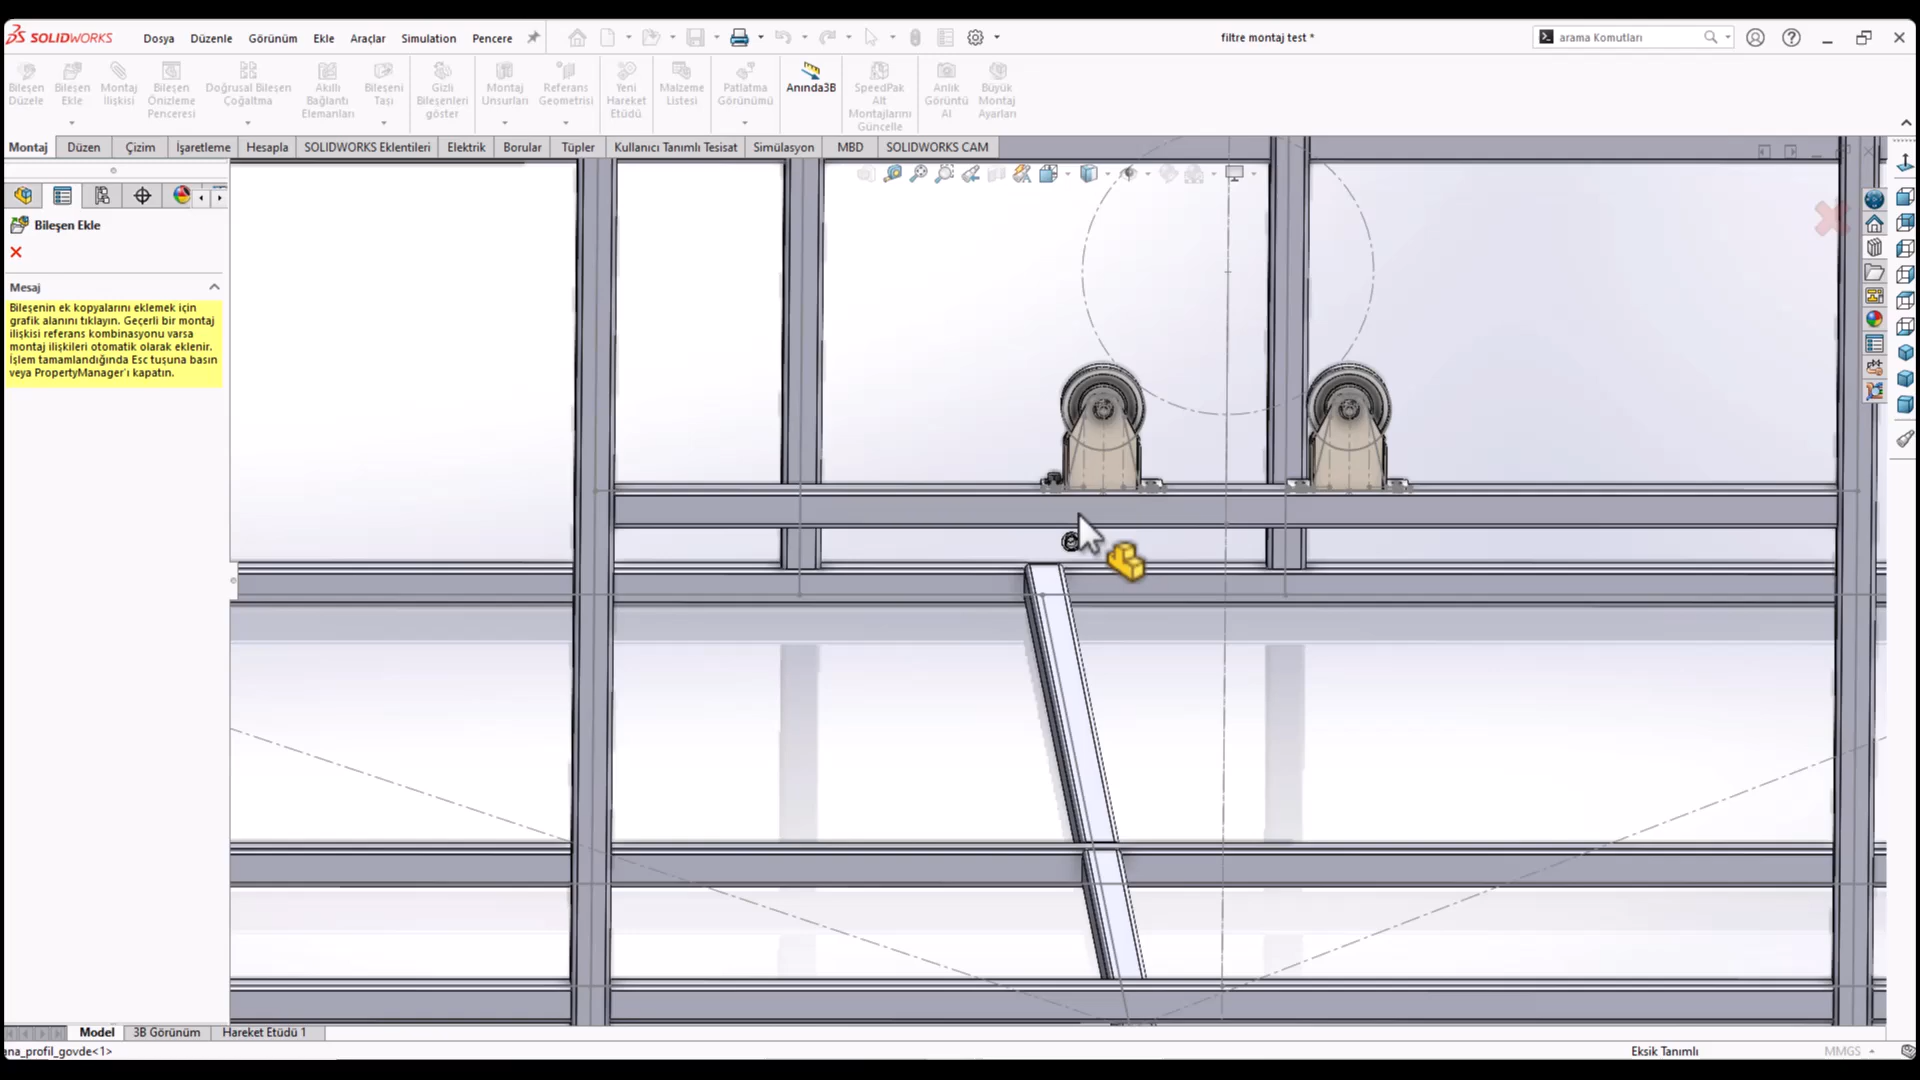 SOLIDWORKS
Dosya Düzenle Görünüm Ekle Araçlar Simulation Pencere
filtre montaj test *
arama Komutları
Bileşen Düzele
Bileşen Ekle
Montaj İlişkisi
Bileşen Önizleme Penceresi
Doğrusal Bileşen Çoğaltma
Akıllı Bağlantı Elemanları
Bileşeni Taşı
Gizli Bileşenleri göster
Montaj Unsurları
Referans Geometrisi
Yeni Hareket Etüdü
Malzeme Listesi
Patlatma Görünümü
Anında3B
SpeedPak Alt Montajlarını Güncelle
Anlık Görüntü Al
Büyük Montaj Ayarları
Montaj Düzen Çizim İşaretleme Hesapla SOLIDWORKS Eklentileri Elektrik Borular Tüpler Kullanıcı Tanımlı Tesisat Simülasyon MBD SOLIDWORKS CAM
Bileşen Ekle
Mesaj
Bileşenin ek kopyalarını eklemek için
grafik alanını tıklayın. Geçerli bir montaj
ilişkisi referans kombinasyonu varsa
montaj ilişkileri otomatik olarak eklenir.
İşlem tamamlandığında Esc tuşuna basın
veya PropertyManager'ı kapatın.
Model 3B Görünüm Hareket Etüdü 1
ana_profil_govde<1>
Eksik Tanımlı
MMGS